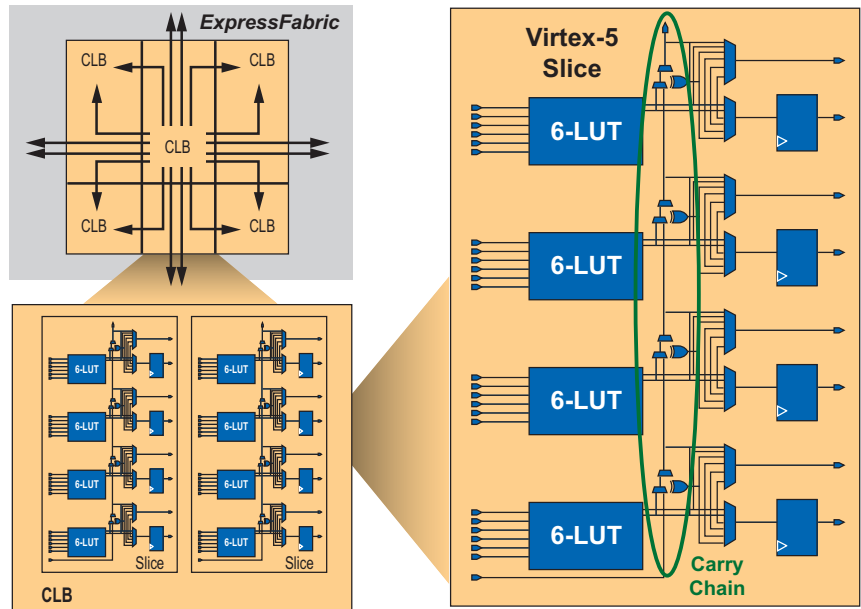 ExpressFabric
CLB
CLB
CLB
CLB
CLB
6-LUT
6-LUT
6-LUT
6-LUT
Slice
6-LUT
6-LUT
6-LUT
6-LUT
Slice
CLB
Virtex-5
Slice
6-LUT
6-LUT
6-LUT
6-LUT
Carry
Chain